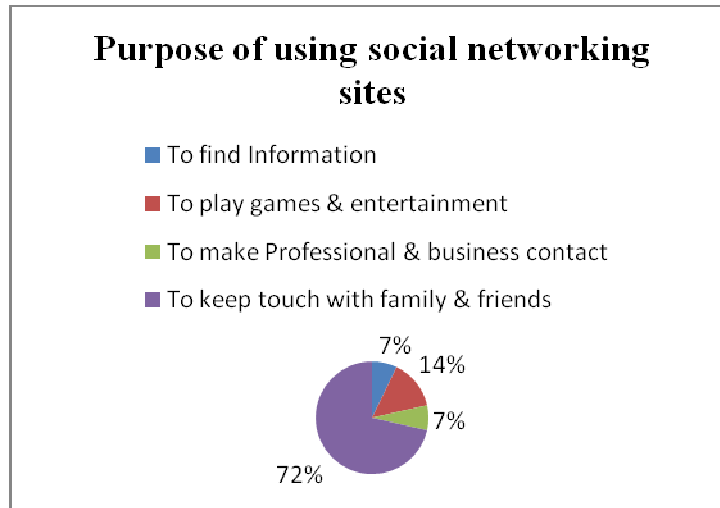 Purpose of using social networking
sites
To find Information
To play games & entertainment
To make Professional & business contact
To keep touch with family & friends
7%
14%
7%
72%